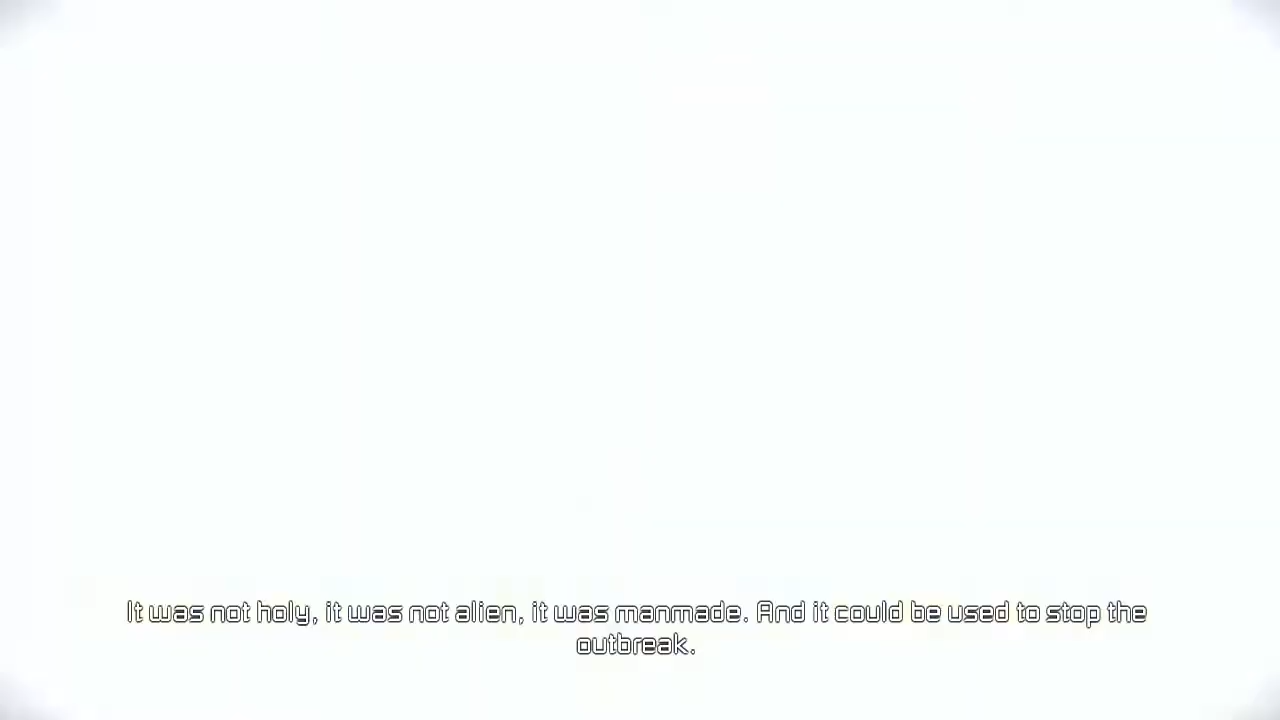 It was not holy, it was not alien, it was manmade. And it could be used to stop the
outbreak.